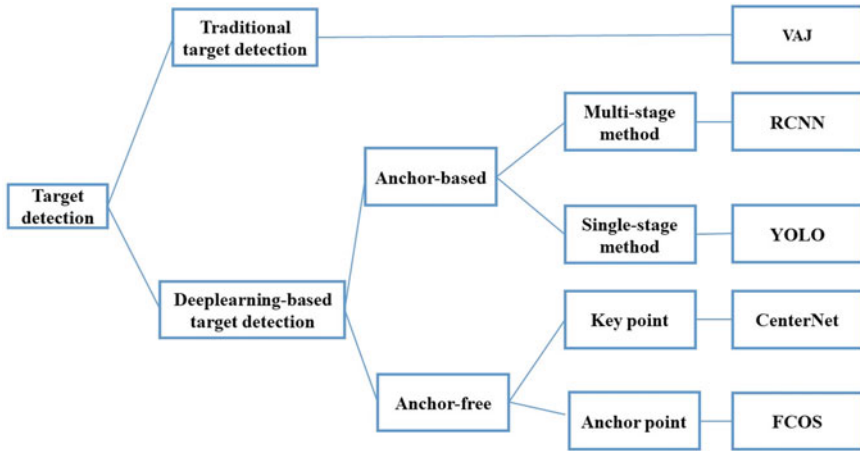 Traditional
target detection
VAJ
Multi-stage
method
RCNN
Anchor-based
Target
detection
Single-stage
method
YOLO
Deeplearning-based
target detection
Key point
CenterNet
Anchor-free
Anchor point
FCOS